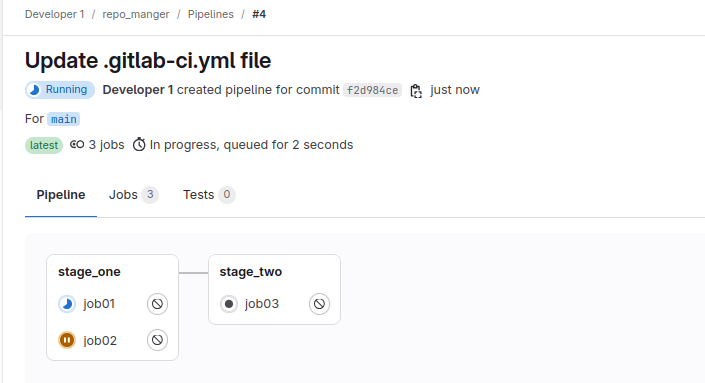 Developer 1 / repo_manger / Pipelines / #4
Update .gitlab-ci.yml file
Running Developer 1 created pipeline for commit f2d984ce just now
For main
latest 3 jobs In progress, queued for 2 seconds
Pipeline Jobs 3 Tests 0
stage_one stage_two
job01 job03
job02